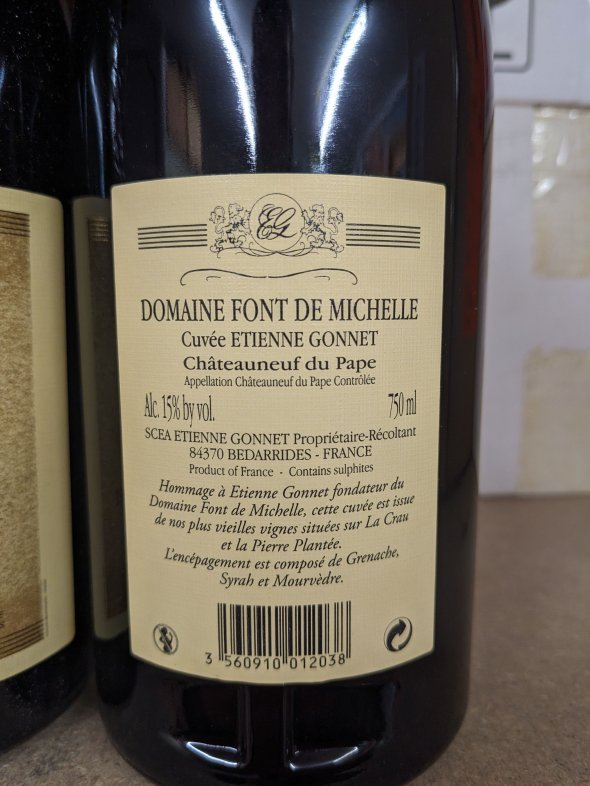 EG
DOMAINE FONT DE MICHELLE
Cuvée ETIENNE GONNET
Châteauneuf du Pape
Appellation Châteauneuf du Pape Contrôlée
Alc. 15% by vol. 750 ml
SCEA ETIENNE GONNET Propriétaire-Récoltant
84370 BEDARRIDES - FRANCE
Product of France - Contains sulphites
Hommage à Etienne Gonnet fondateur du
Domaine Font de Michelle, cette cuvée est issue
de nos plus vieilles vignes situées sur La Crau
et la Pierre Plantée.
L'encépagement est composé de Grenache,
Syrah et Mourvèdre.
3 560910 012038